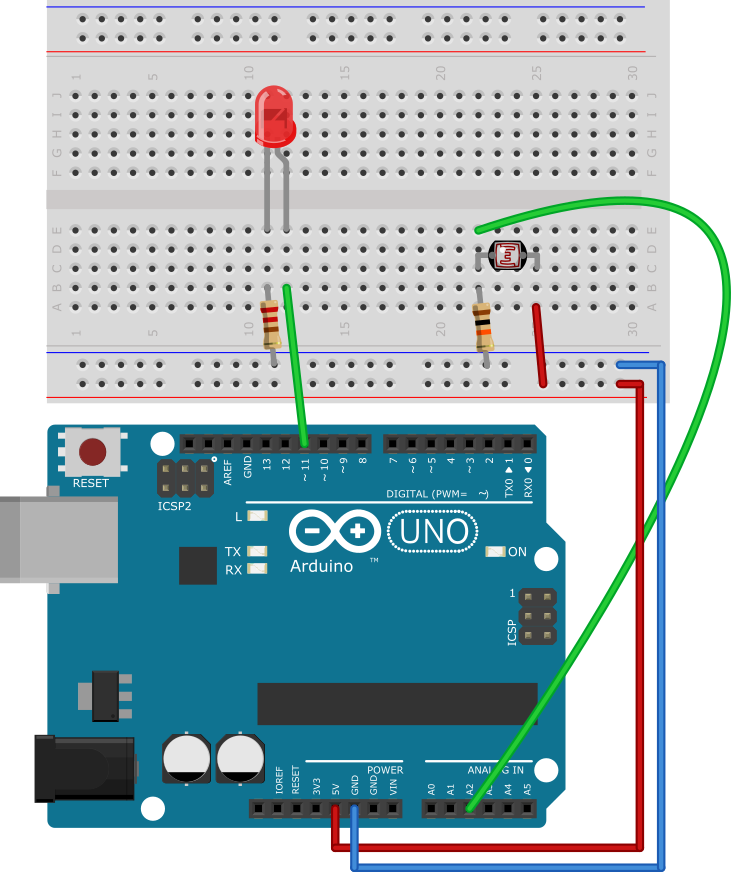 1 5 10 15 20 25 30
J J
I I
H H
G G
F F
E E
D D
C C
B B
A A
1 5 10 15 20 30
RESET
ICSP2
AREF
GND
13
12
~11
~10
~9
8
7
~6
~5
4
~3
2
TX0 ▶ 1
RX0 ◀ 0
DIGITAL (PWM= ~)
L
TX
RX
Arduino
™
UNO
ON
1
ICSP
IOREF
RESET
3V3
5V
GND
GND
VIN
POWER
A0
A1
A2
A4
A5
ANALOG IN